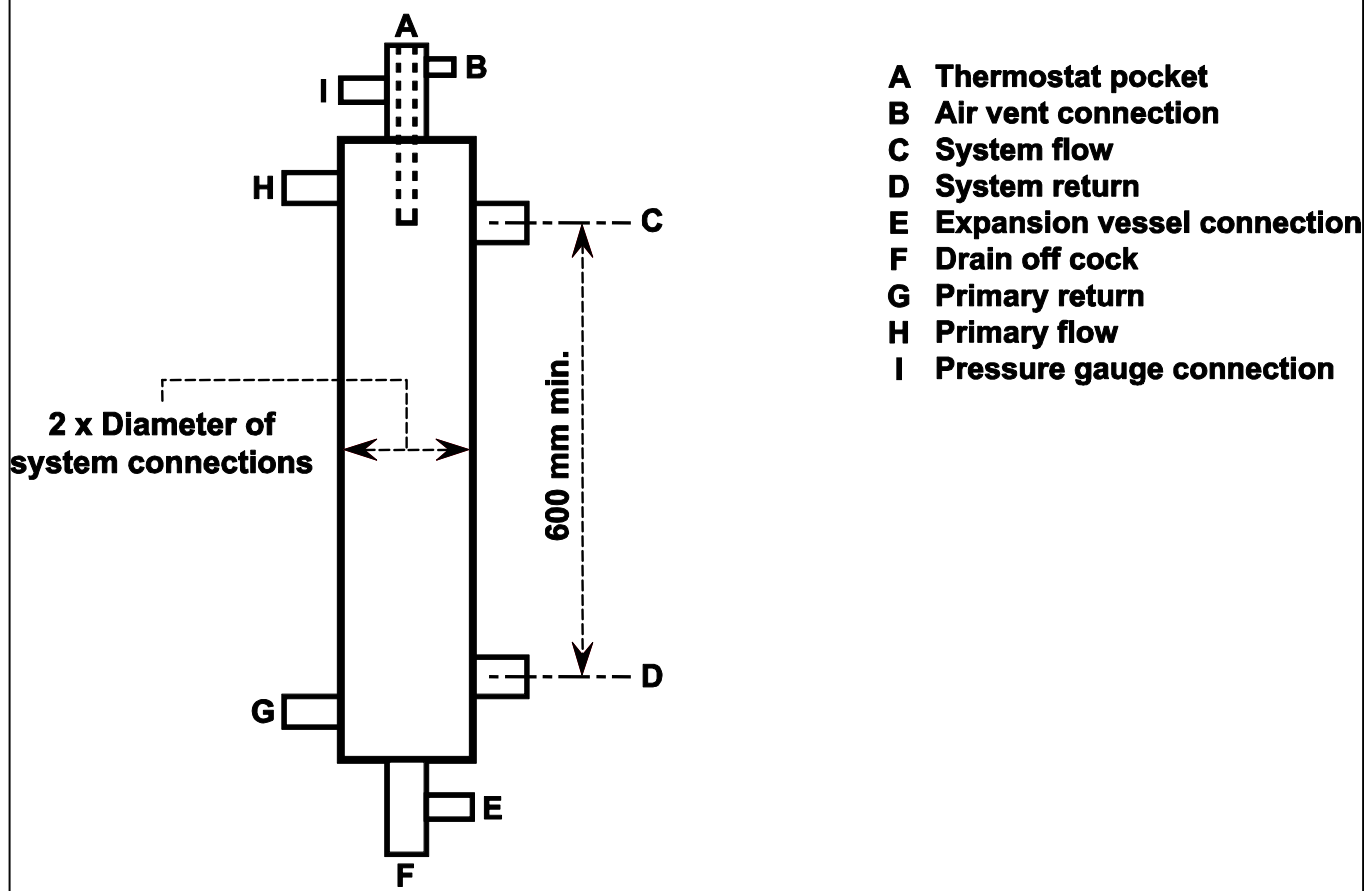 A
B
I
H
C
2 x Diameter of
system connections
600 mm min.
D
G
E
F
A Thermostat pocket
B Air vent connection
C System flow
D System return
E Expansion vessel connection
F Drain off cock
G Primary return
H Primary flow
I Pressure gauge connection